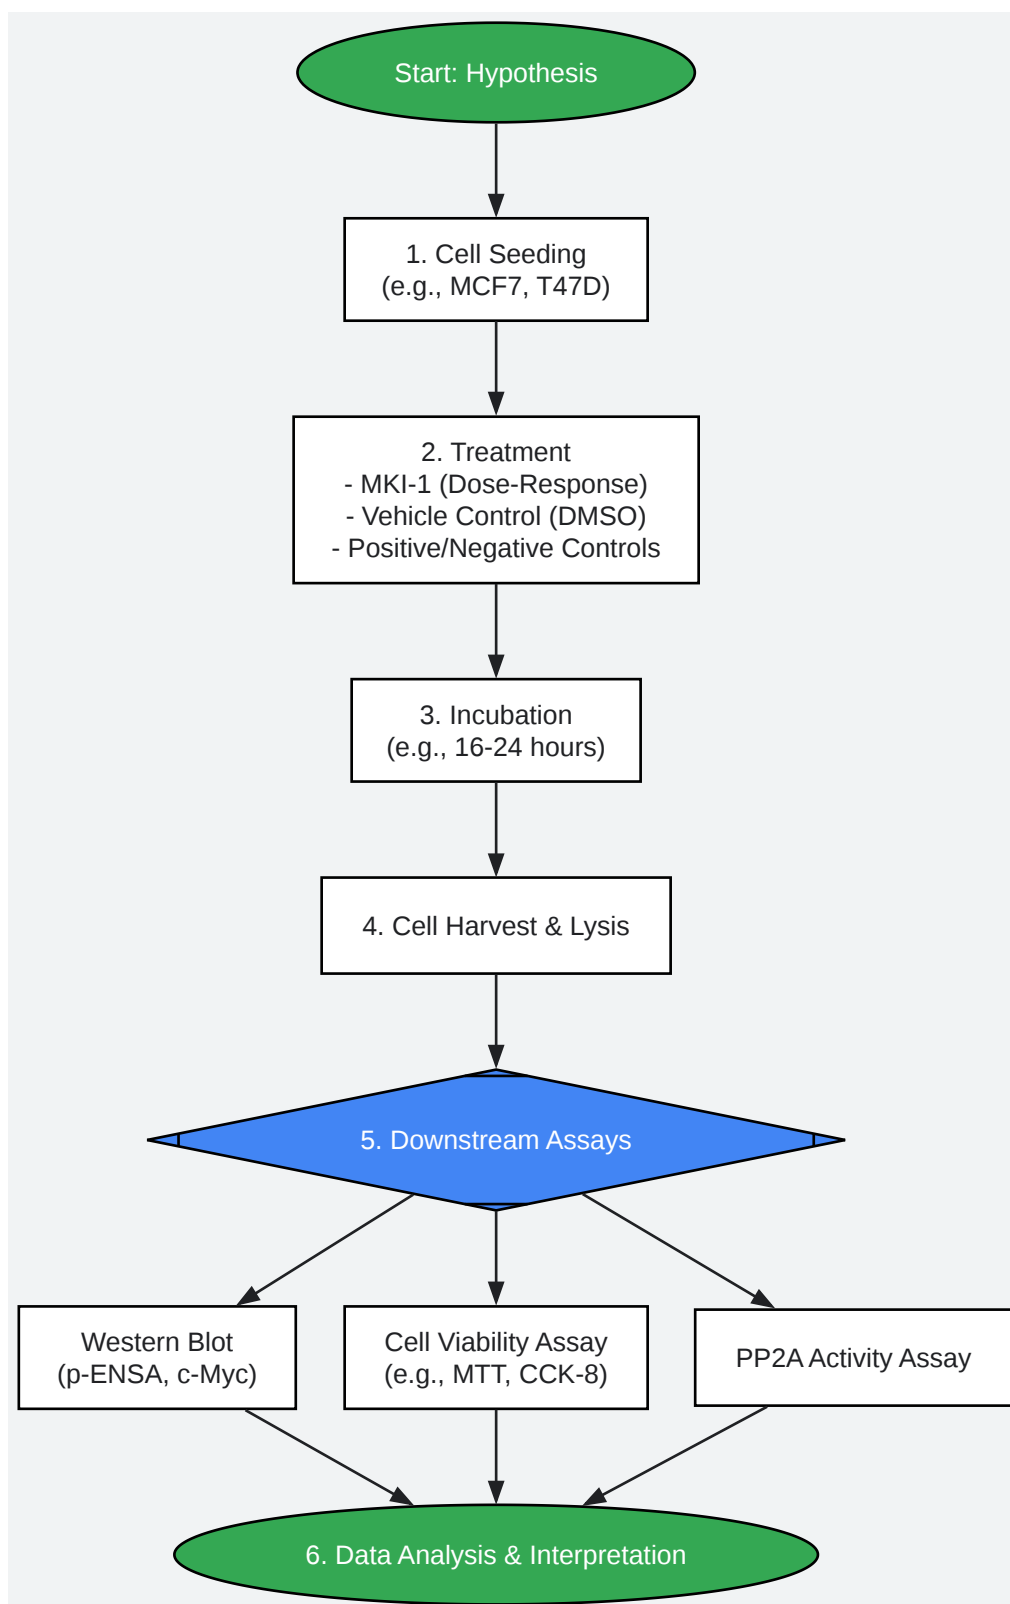 Start: Hypothesis
1. Cell Seeding
(e.g., MCF7, T47D)
2. Treatment
- MKI-1 (Dose-Response)
- Vehicle Control (DMSO)
- Positive/Negative Controls
3. Incubation
(e.g., 16-24 hours)
4. Cell Harvest & Lysis
5. Downstream Assays
Western Blot
(p-ENSA, c-Myc)
Cell Viability Assay
(e.g., MTT, CCK-8)
PP2A Activity Assay
6. Data Analysis & Interpretation